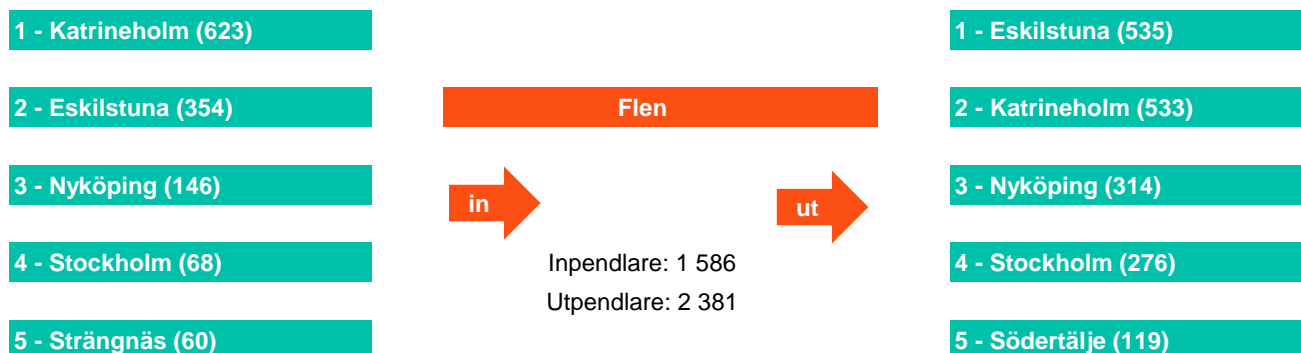 1 - Katrineholm (623)
2 - Eskilstuna (354)
3 - Nyköping (146)
4 - Stockholm (68)
5 - Strängnäs (60)
Flen
in
ut
Inpendlare: 1 586
Utpendlare: 2 381
1 - Eskilstuna (535)
2 - Katrineholm (533)
3 - Nyköping (314)
4 - Stockholm (276)
5 - Södertälje (119)